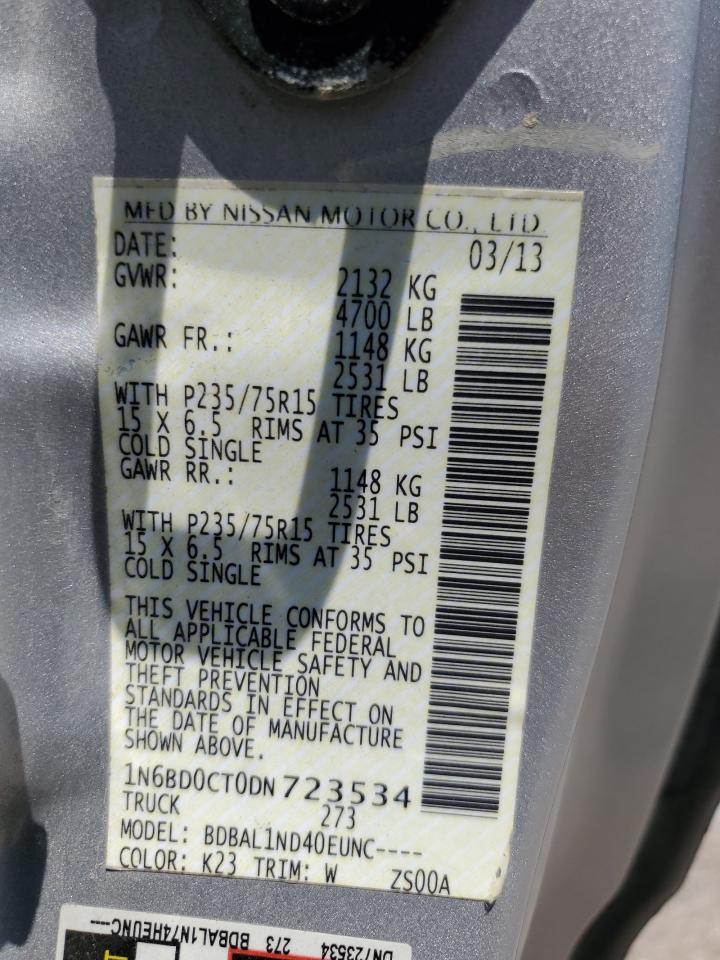 MFD BY NISSAN MOTOR CO., LTD.
DATE: 03/13
GVWR: 2132 KG
4700 LB
GAWR FR.: 1148 KG
2531 LB
WITH P235/75R15 TIRES
15 X 6.5 RIMS AT 35 PSI
COLD SINGLE
GAWR RR.: 1148 KG
2531 LB
WITH P235/75R15 TIRES
15 X 6.5 RIMS AT 35 PSI
COLD SINGLE
THIS VEHICLE CONFORMS TO
ALL APPLICABLE FEDERAL
MOTOR VEHICLE SAFETY AND
THEFT PREVENTION
STANDARDS IN EFFECT ON
THE DATE OF MANUFACTURE
SHOWN ABOVE.
1N6BD0CT0DN723534
TRUCK 273
MODEL: BDBAL1ND40EUNC----
COLOR: K23 TRIM: W ZS00A
DN723534 273 BDBAL1N74HEUNC---